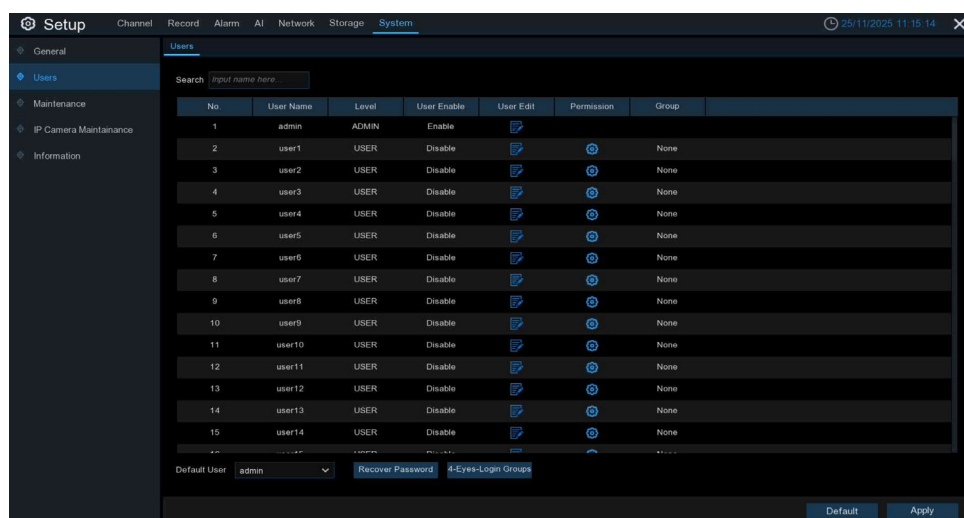 Setup Channel Record Alarm AI Network Storage System 25/11/2025 11:15:14
General
Users
Maintenance
IP Camera Maintainance
Information
Users
Search Input name here...
No. User Name Level User Enable User Edit Permission Group
1 admin ADMIN Enable
2 user1 USER Disable None
3 user2 USER Disable None
4 user3 USER Disable None
5 user4 USER Disable None
6 user5 USER Disable None
7 user6 USER Disable None
8 user7 USER Disable None
9 user8 USER Disable None
10 user9 USER Disable None
11 user10 USER Disable None
12 user11 USER Disable None
13 user12 USER Disable None
14 user13 USER Disable None
15 user14 USER Disable None
Default User admin Recover Password 4-Eyes-Login Groups
Default Apply